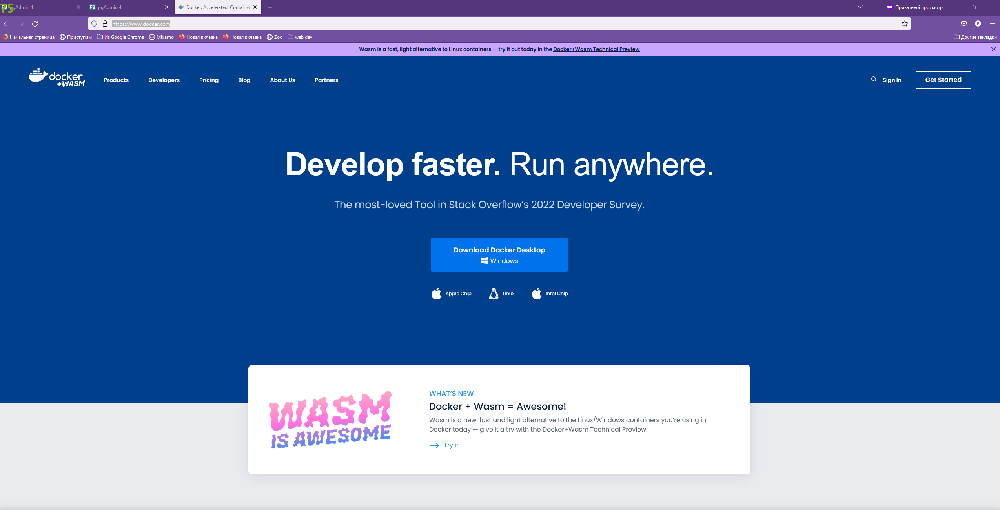 75
pgAdmin 4
pgAdmin 4
Docker: Accelerated, Container
Приватный просмотр
https://www.docker.com
P
Начальная страница Приступим Из Google Chrome Mixamo Новая вкладка Новая вкладка Zoo web dev Другие закладки
Wasm is a fast, light alternative to Linux containers — try it out today in the Docker+Wasm Technical Preview
docker
+WASM
Products Developers Pricing Blog About Us Partners Sign In Get Started
Develop faster. Run anywhere.
The most-loved Tool in Stack Overflow’s 2022 Developer Survey.
Download Docker Desktop
Windows
Apple Chip Linux Intel Chip
WASM
IS AWESOME
WHAT’S NEW
Docker + Wasm = Awesome!
Wasm is a new, fast and light alternative to the Linux/Windows containers you’re using in
Docker today — give it a try with the Docker+Wasm Technical Preview.
Try it